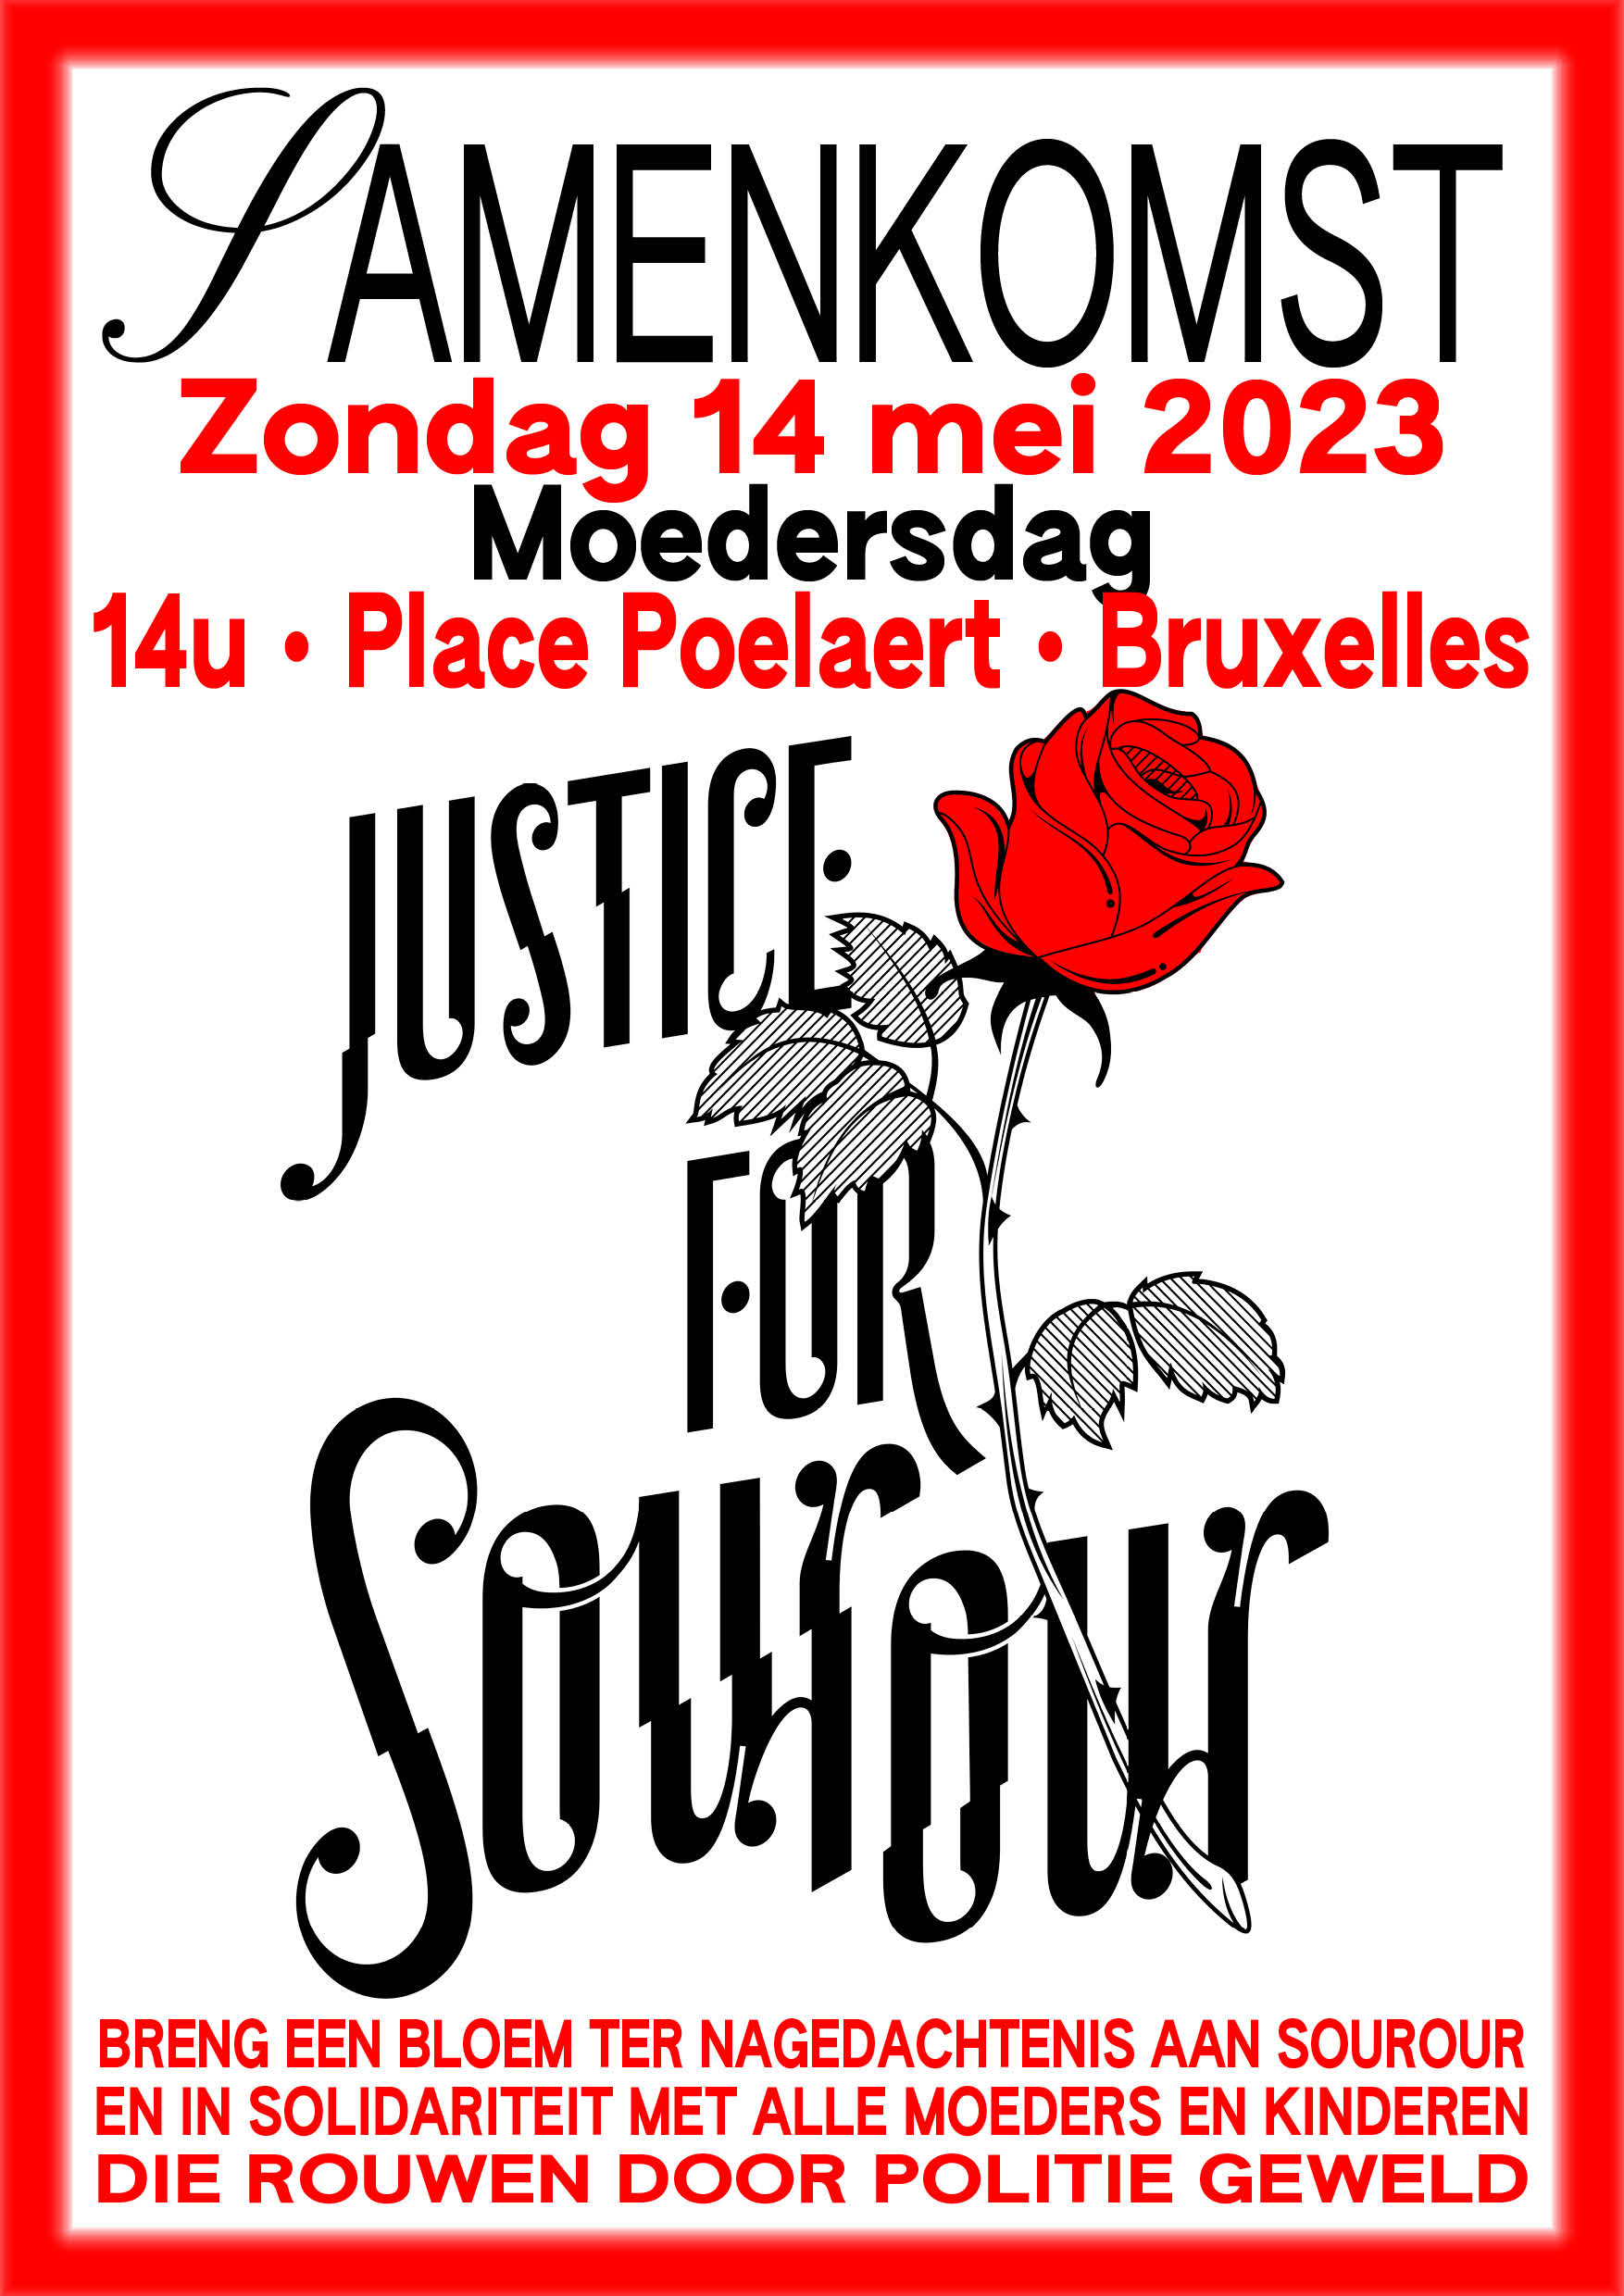 SAMENKOMST
Zondag 14 mei 2023
Moedersdag
14u • Place Poelaert • Bruxelles
JUSTICE
FOR
Sourour
BRENG EEN BLOEM TER NAGEDACHTENIS AAN SOUROUR
EN IN SOLIDARITEIT MET ALLE MOEDERS EN KINDEREN
DIE ROUWEN DOOR POLITIE GEWELD